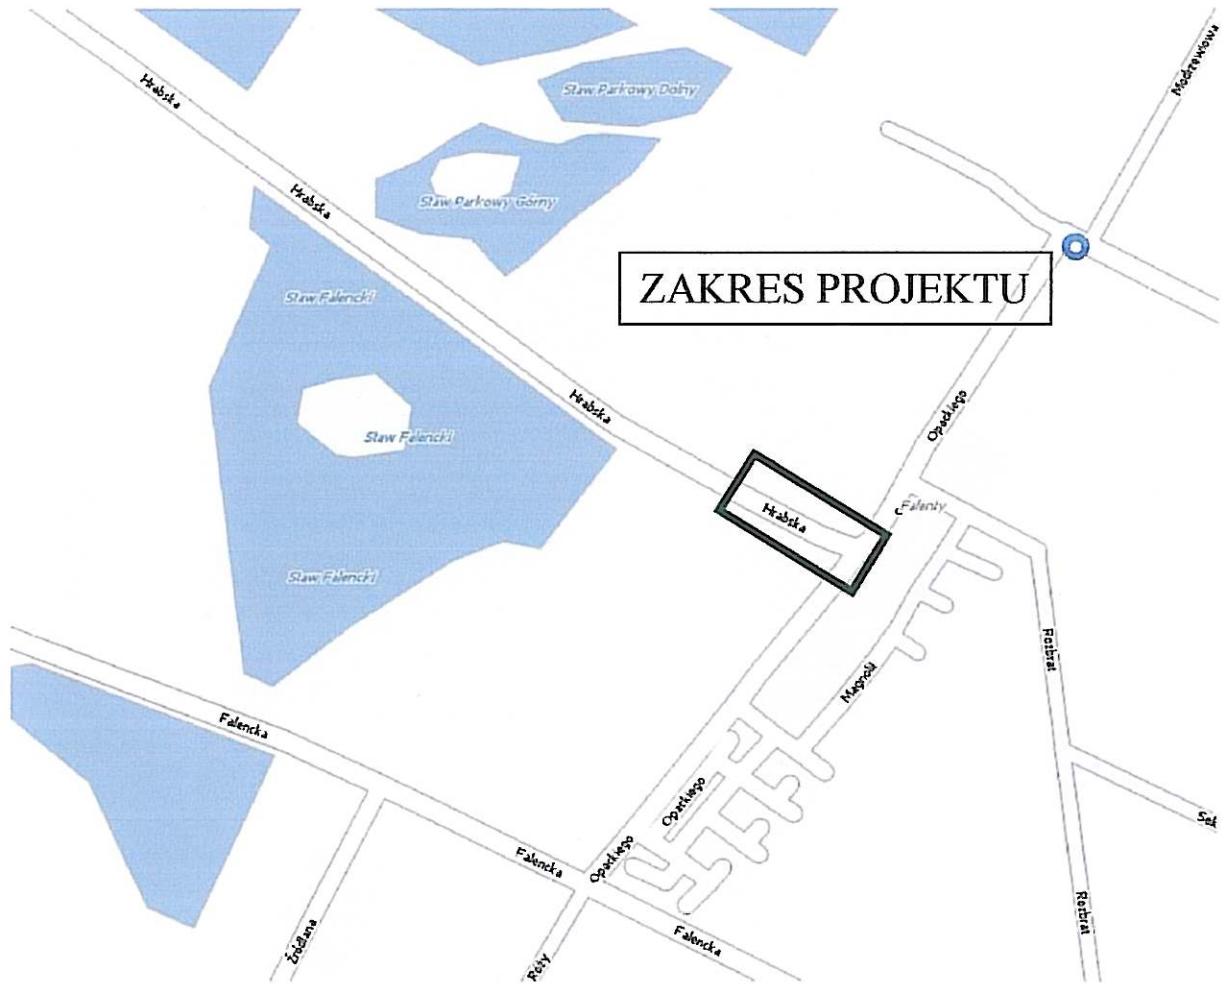 Modrzewiowa
Hrabska
Staw Parkowy Dolny
Hrabska
Staw Parkowy Górny
ZAKRES PROJEKTU
Staw Falencki
Hrabska
Opackiego
Staw Falencki
Falenty
Hrabska
Staw Falencki
Rozbrat
Magnolii
Falencka
Opackiego
Opackiego
Falencka
Rozbrat
Źródlana
Falencka
Róży